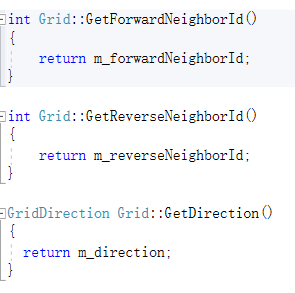 int Grid::GetForwardNeighborId()
{
    return m_forwardNeighborId;
}
int Grid::GetReverseNeighborId()
{
    return m_reverseNeighborId;
}
GridDirection Grid::GetDirection()
{
  return m_direction;
}